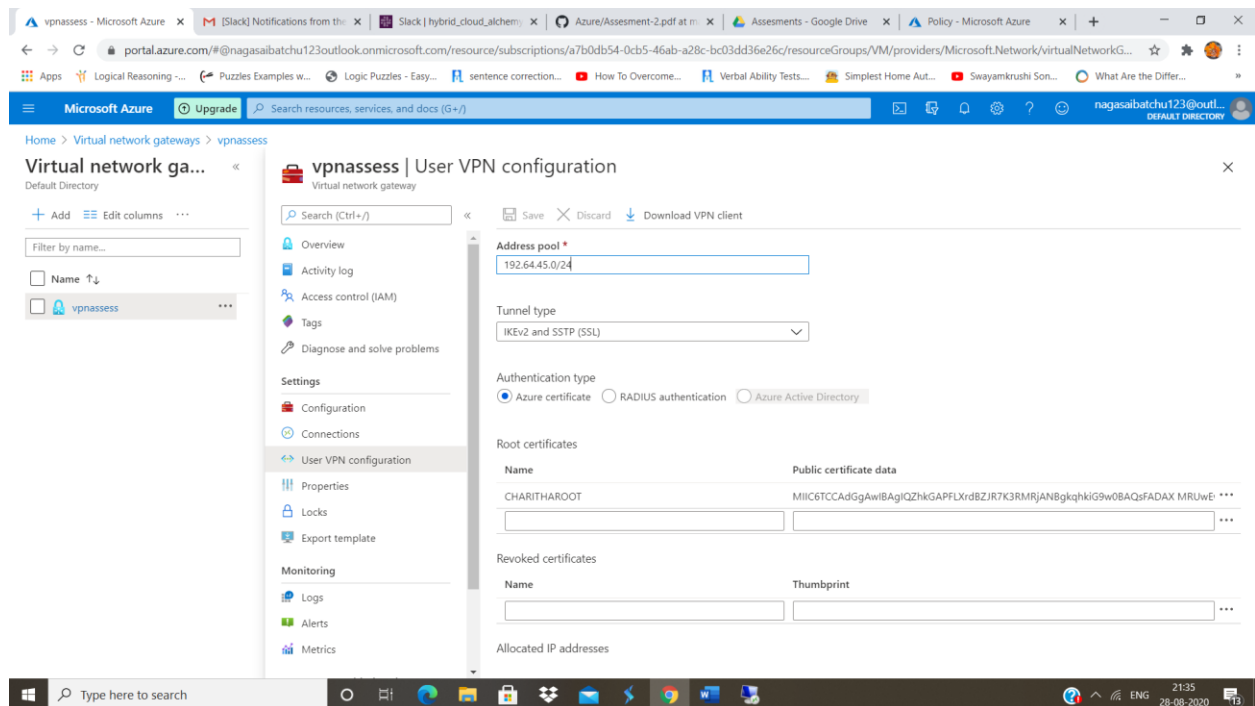 vpnassess - Microsoft Azure
[Slack] Notifications from the
Slack | hybrid_cloud_alchemy
Azure/Assesment-2.pdf at m
Assesments - Google Drive
Policy - Microsoft Azure
portal.azure.com/#@nagasaibatchu123outlook.onmicrosoft.com/resource/subscriptions/a7b0db54-0cb5-46ab-a28c-bc03dd36e26c/resourceGroups/VM/providers/Microsoft.Network/virtualNetworkG...
Apps Logical Reasoning -... Puzzles Examples w... Logic Puzzles - Easy... sentence correction... How To Overcome... Verbal Ability Tests.... Simplest Home Aut... Swayamkrushi Son... What Are the Differ... »
Microsoft Azure Upgrade Search resources, services, and docs (G+/) nagasaibatchu123@outl...
DEFAULT DIRECTORY
Home > Virtual network gateways > vpnassess
Virtual network ga... «
Default Directory
+ Add Edit columns ...
Filter by name...
Name ↑↓
vpnassess ...
vpnassess | User VPN configuration
Virtual network gateway
Search (Ctrl+/) «
Overview
Activity log
Access control (IAM)
Tags
Diagnose and solve problems
Settings
Configuration
Connections
User VPN configuration
Properties
Locks
Export template
Monitoring
Logs
Alerts
Metrics
Save Discard Download VPN client
Address pool *
192.64.45.0/24
Tunnel type
IKEv2 and SSTP (SSL)
Authentication type
Azure certificate RADIUS authentication Azure Active Directory
Root certificates
Name Public certificate data
CHARITHAROOT MIIC6TCCAdGgAwIBAgIQZhkGAPFLXrdBZJR7K3RMRjANBgkqhkiG9w0BAQsFADAX MRUwE ...
...
Revoked certificates
Name Thumbprint
...
Allocated IP addresses
Type here to search
ENG
21:35
28-08-2020
13